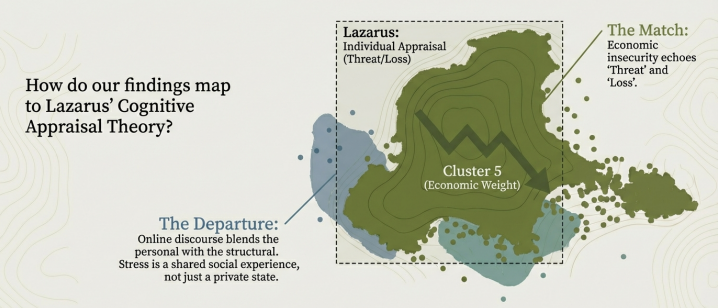 How do our findings map
to Lazarus’ Cognitive
Appraisal Theory?
Lazarus:
Individual Appraisal
(Threat/Loss)
The Match:
Economic
insecurity echoes
‘Threat’ and
‘Loss’.
Cluster 5
(Economic Weight)
The Departure:
Online discourse blends the
personal with the structural.
Stress is a shared social experience,
not just a private state.